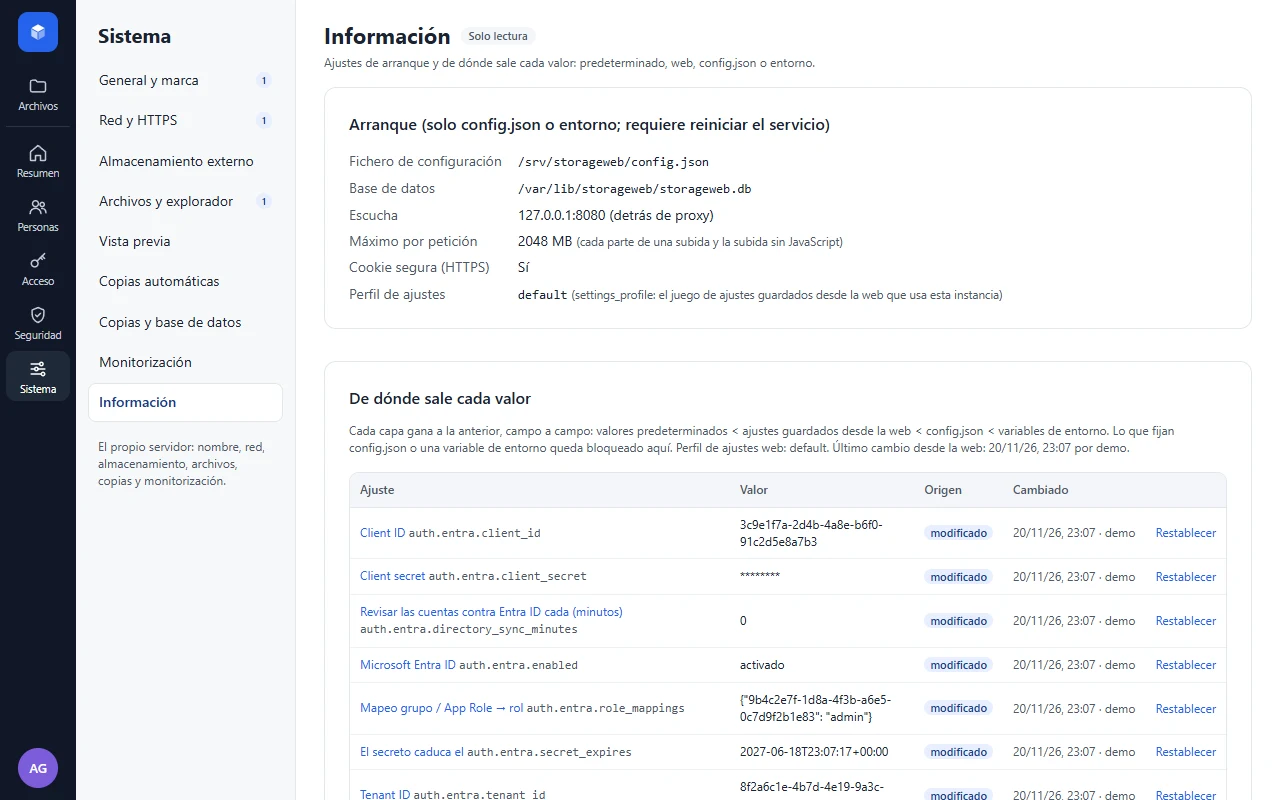 Archivos
Resumen
Personas
Acceso
Seguridad
Sistema
AG
Sistema
General y marca 1
Red y HTTPS 1
Almacenamiento externo
Archivos y explorador 1
Vista previa
Copias automáticas
Copias y base de datos
Monitorización
Información
El propio servidor: nombre, red,
almacenamiento, archivos,
copias y monitorización.
Información Solo lectura
Ajustes de arranque y de dónde sale cada valor: predeterminado, web, config.json o entorno.
Arranque (solo config.json o entorno; requiere reiniciar el servicio)
Fichero de configuración /srv/storageweb/config.json
Base de datos /var/lib/storageweb/storageweb.db
Escucha 127.0.0.1:8080 (detrás de proxy)
Máximo por petición 2048 MB (cada parte de una subida y la subida sin JavaScript)
Cookie segura (HTTPS) Sí
Perfil de ajustes default (settings_profile: el juego de ajustes guardados desde la web que usa esta instancia)
De dónde sale cada valor
Cada capa gana a la anterior, campo a campo: valores predeterminados < ajustes guardados desde la web < config.json < variables de entorno. Lo que fijan
config.json o una variable de entorno queda bloqueado aquí. Perfil de ajustes web: default. Último cambio desde la web: 20/11/26, 23:07 por demo.
Ajuste Valor Origen Cambiado
Client ID auth.entra.client_id 3c9e1f7a-2d4b-4a8e-b6f0-
91c2d5e8a7b3 modificado 20/11/26, 23:07 · demo Restablecer
Client secret auth.entra.client_secret ******** modificado 20/11/26, 23:07 · demo Restablecer
Revisar las cuentas contra Entra ID cada (minutos)
auth.entra.directory_sync_minutes 0 modificado 20/11/26, 23:07 · demo Restablecer
Microsoft Entra ID auth.entra.enabled activado modificado 20/11/26, 23:07 · demo Restablecer
Mapeo grupo / App Role → rol auth.entra.role_mappings {"9b4c2e7f-1d8a-4f3b-a6e5-
0c7d9f2b1e83": "admin"} modificado 20/11/26, 23:07 · demo Restablecer
El secreto caduca el auth.entra.secret_expires 2027-06-18T23:07:17+00:00 modificado 20/11/26, 23:07 · demo Restablecer
Tenant ID auth.entra.tenant_id 8f2a6c1e-4b7d-4e19-9a3c- modificado 20/11/26, 23:07 · demo Restablecer